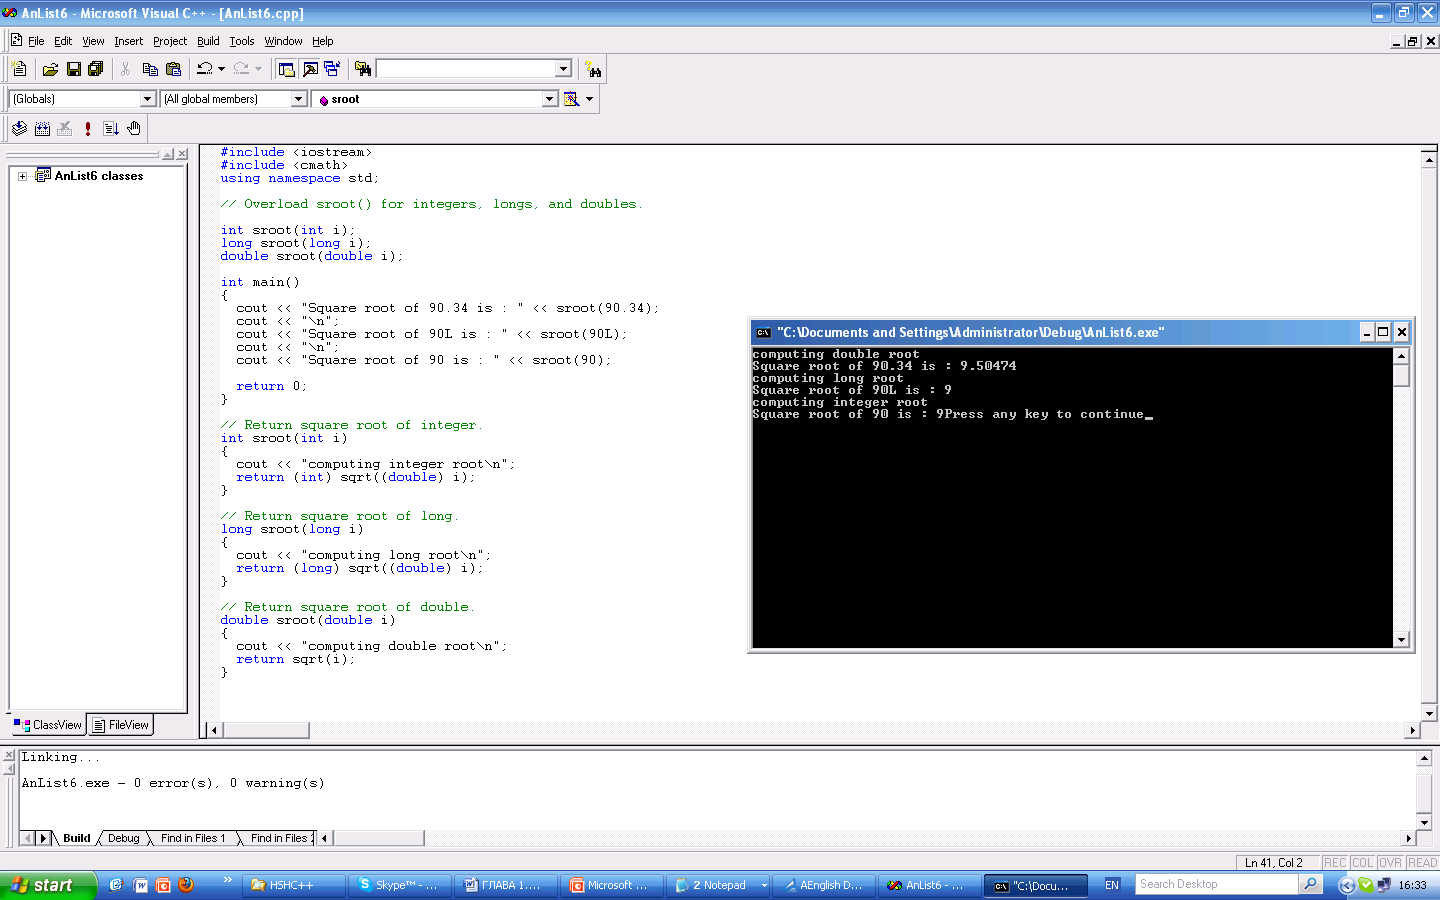 AnList6 - Microsoft Visual C++ - [AnList6.cpp]
File Edit View Insert Project Build Tools Window Help
(Globals) (All global members) sroot
AnList6 classes
ClassView FileView
#include <iostream>
#include <cmath>
using namespace std;
// Overload sroot() for integers, longs, and doubles.
int sroot(int i);
long sroot(long i);
double sroot(double i);
int main()
{
cout << "Square root of 90.34 is : " << sroot(90.34);
cout << "\n";
cout << "Square root of 90L is : " << sroot(90L);
cout << "\n";
cout << "Square root of 90 is : " << sroot(90);
return 0;
}
// Return square root of integer.
int sroot(int i)
{
cout << "computing integer root\n";
return (int) sqrt((double) i);
}
// Return square root of long.
long sroot(long i)
{
cout << "computing long root\n";
return (long) sqrt((double) i);
}
// Return square root of double.
double sroot(double i)
{
cout << "computing double root\n";
return sqrt(i);
}
"C:\Documents and Settings\Administrator\Debug\AnList6.exe"
computing double root
Square root of 90.34 is : 9.50474
computing long root
Square root of 90L is : 9
computing integer root
Square root of 90 is : 9Press any key to continue_
Linking...
AnList6.exe - 0 error(s), 0 warning(s)
Build Debug Find in Files 1 Find in Files 2
Ln 41, Col 2 REC COL OVR READ
start HSHC++ Skype™ - ... ГЛАВА 1.... Microsoft ... 2 Notepad AEnglish D... AnList6 - ... "C:\Docu... EN Search Desktop 16:33